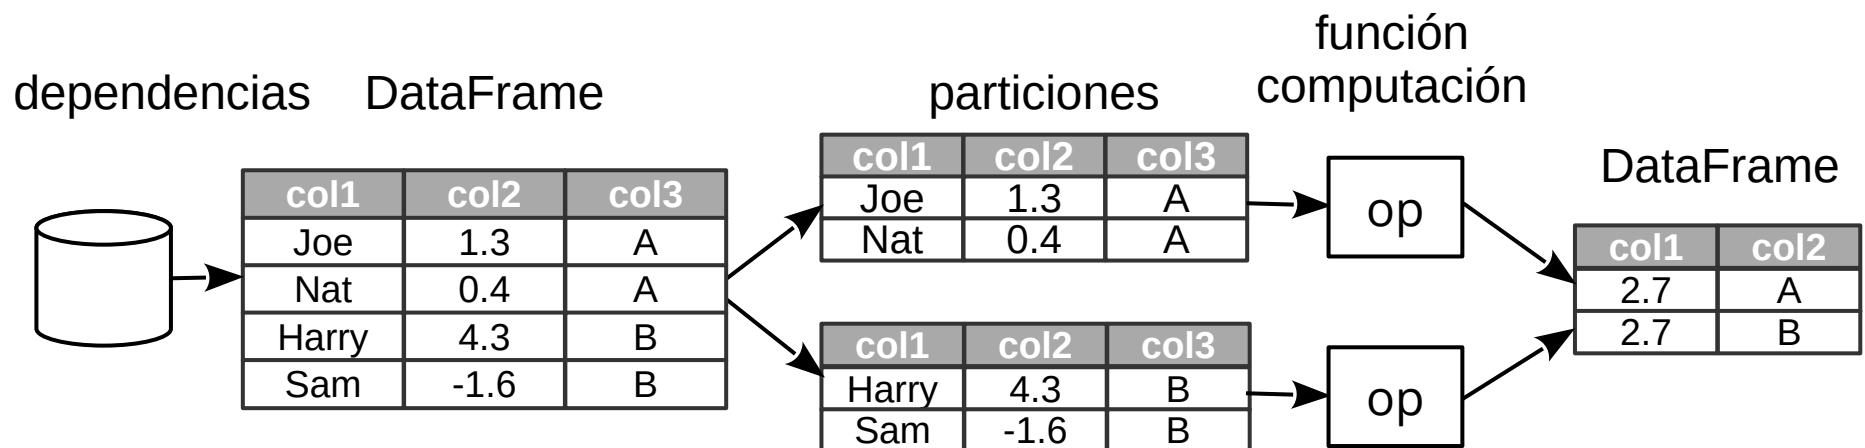 dependencias
DataFrame
col1 col2 col3
Joe 1.3 A
Nat 0.4 A
Harry 4.3 B
Sam -1.6 B
particiones
col1 col2 col3
Joe 1.3 A
Nat 0.4 A
col1 col2 col3
Harry 4.3 B
Sam -1.6 B
función
computación
op
op
DataFrame
col1 col2
2.7 A
2.7 B